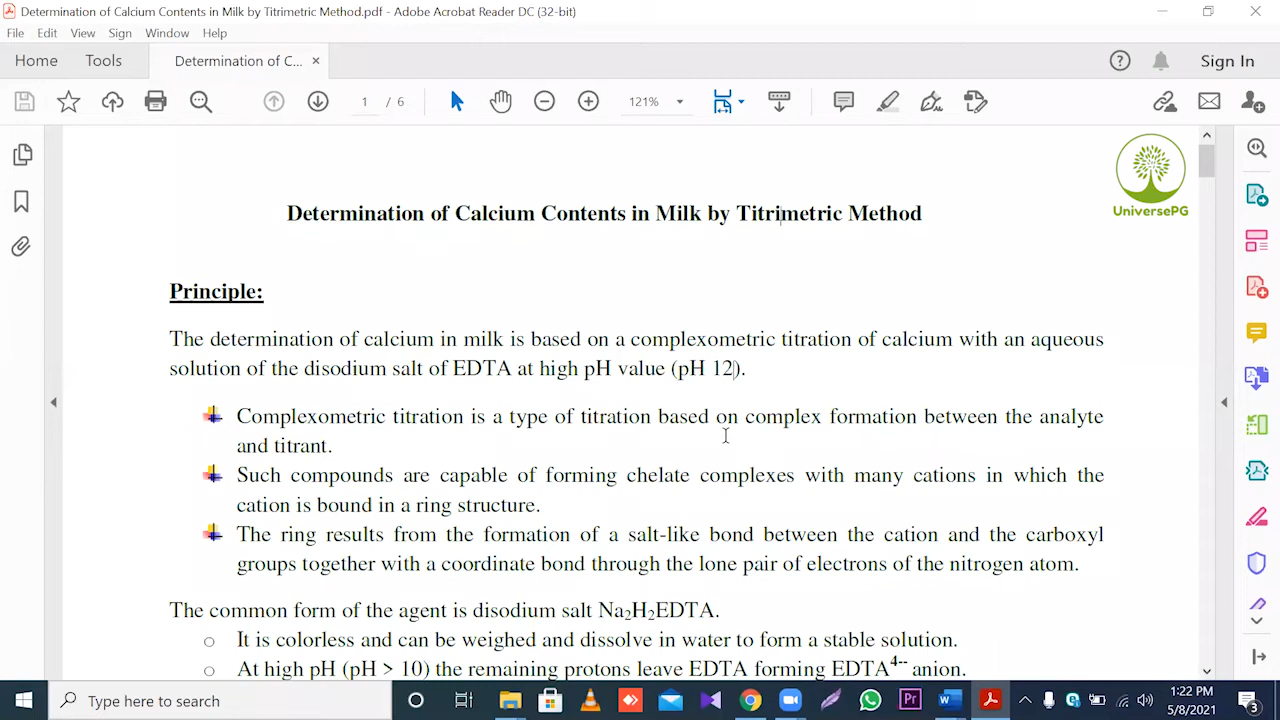 Determination of Calcium Contents in Milk by Titrimetric Method.pdf - Adobe Acrobat Reader DC (32-bit)
File Edit View Sign Window Help
Home Tools Determination of C... × Sign In
1 / 6 121%
UniversePG
Determination of Calcium Contents in Milk by Titrimetric Method
Principle:
The determination of calcium in milk is based on a complexometric titration of calcium with an aqueous
solution of the disodium salt of EDTA at high pH value (pH 12).
Complexometric titration is a type of titration based on complex formation between the analyte
and titrant.
Such compounds are capable of forming chelate complexes with many cations in which the
cation is bound in a ring structure.
The ring results from the formation of a salt-like bond between the cation and the carboxyl
groups together with a coordinate bond through the lone pair of electrons of the nitrogen atom.
The common form of the agent is disodium salt Na₂H₂EDTA.
o It is colorless and can be weighed and dissolve in water to form a stable solution.
o At high pH (pH > 10) the remaining protons leave EDTA forming EDTA⁴⁻⁻ anion.
Type here to search
Pr
1:22 PM
5/8/2021
3